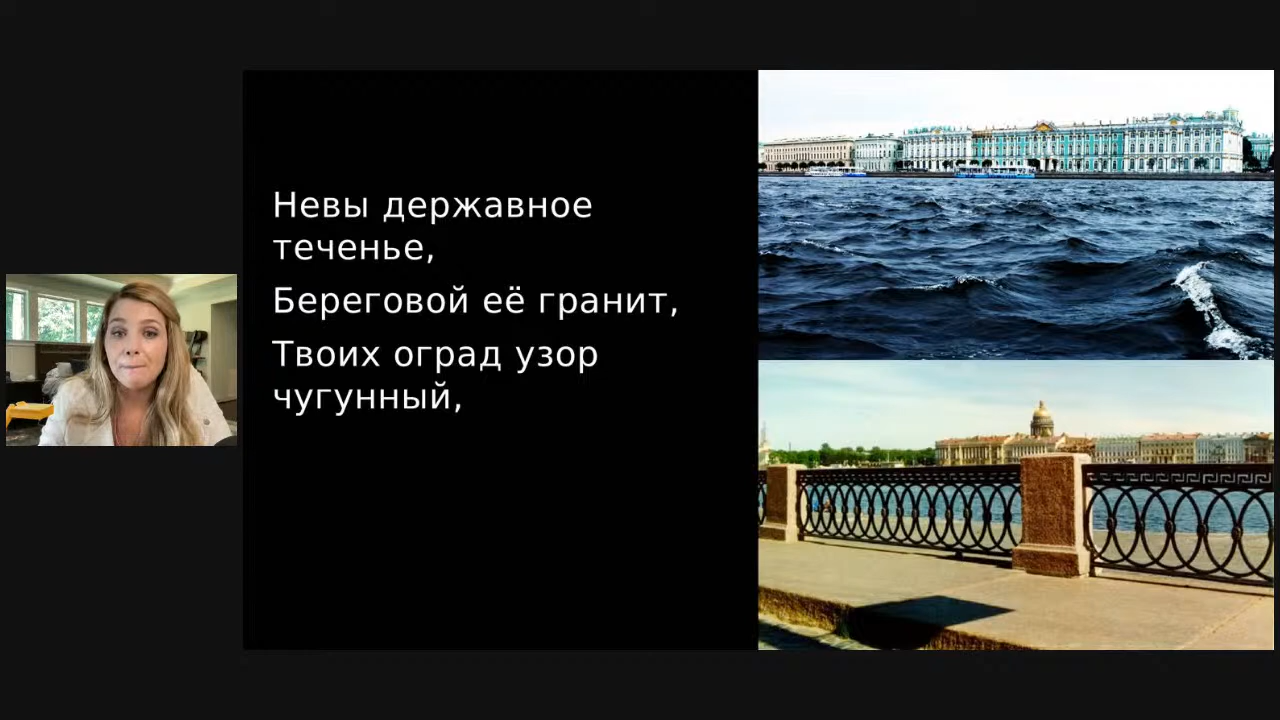 Невы державное
теченье,
Береговой её гранит,
Твоих оград узор
чугунный,